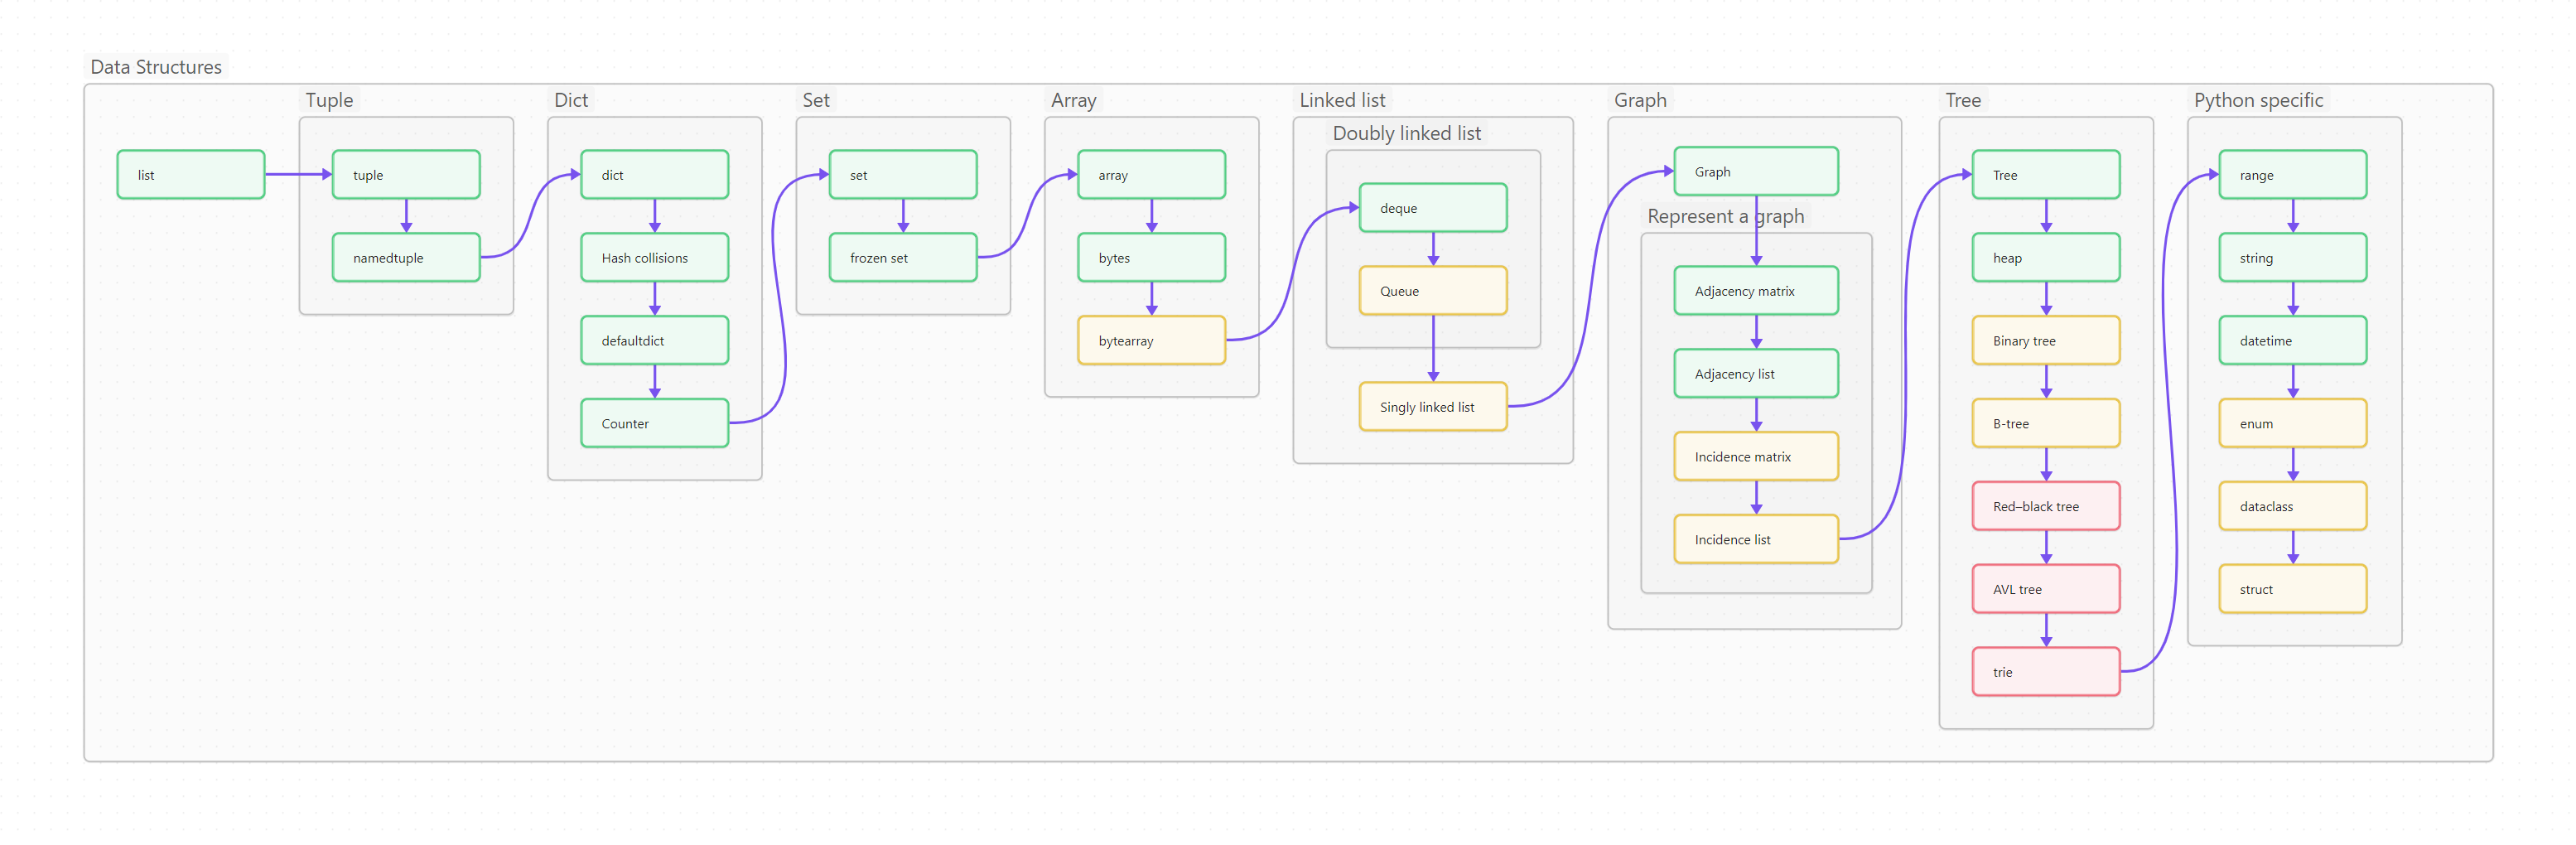 Data Structures
list
Tuple
tuple
namedtuple
Dict
dict
Hash collisions
defaultdict
Counter
Set
set
frozen set
Array
array
bytes
bytearray
Linked list
Doubly linked list
deque
Queue
Singly linked list
Graph
Graph
Represent a graph
Adjacency matrix
Adjacency list
Incidence matrix
Incidence list
Tree
Tree
heap
Binary tree
B-tree
Red–black tree
AVL tree
trie
Python specific
range
string
datetime
enum
dataclass
struct